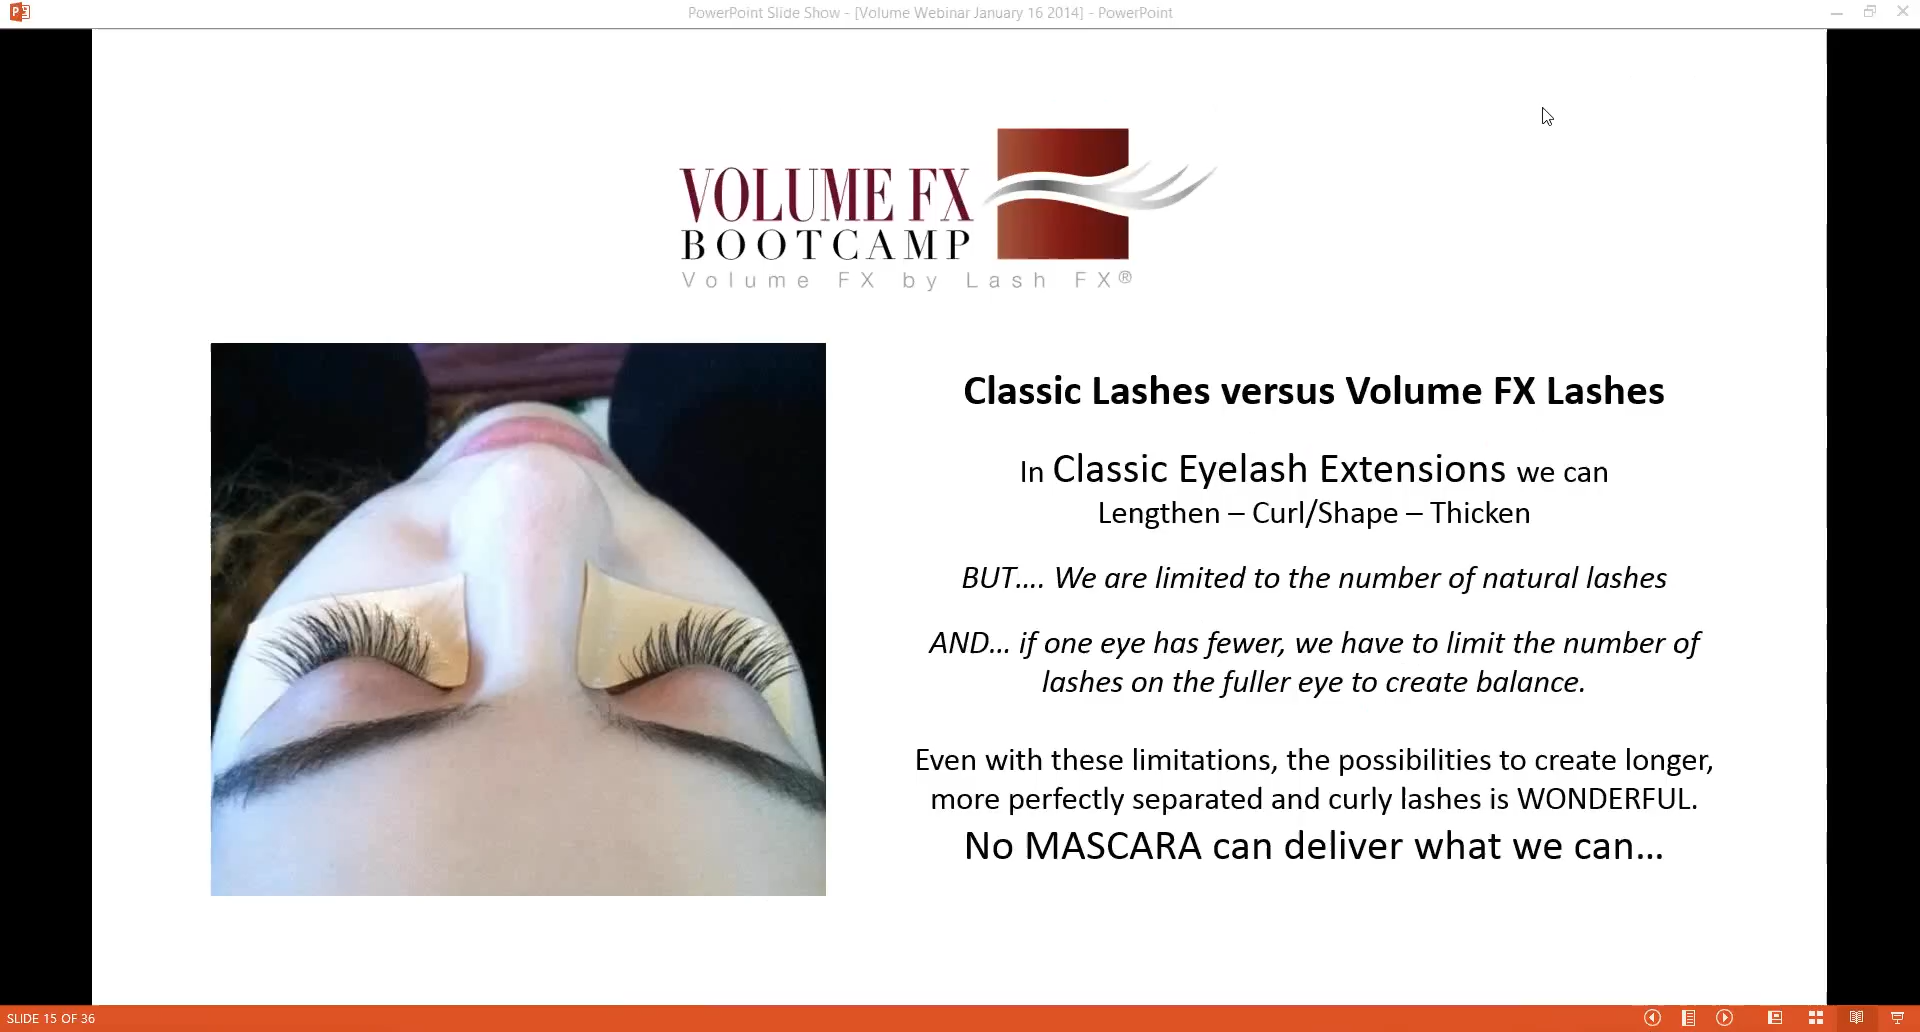 PowerPoint Slide Show - [Volume Webinar January 16 2014] - PowerPoint
VOLUME FX
BOOTCAMP
Volume FX by Lash FX®
Classic Lashes versus Volume FX Lashes
In Classic Eyelash Extensions we can
Lengthen – Curl/Shape – Thicken
BUT.... We are limited to the number of natural lashes
AND... if one eye has fewer, we have to limit the number of
lashes on the fuller eye to create balance.
Even with these limitations, the possibilities to create longer,
more perfectly separated and curly lashes is WONDERFUL.
No MASCARA can deliver what we can...
SLIDE 15 OF 36